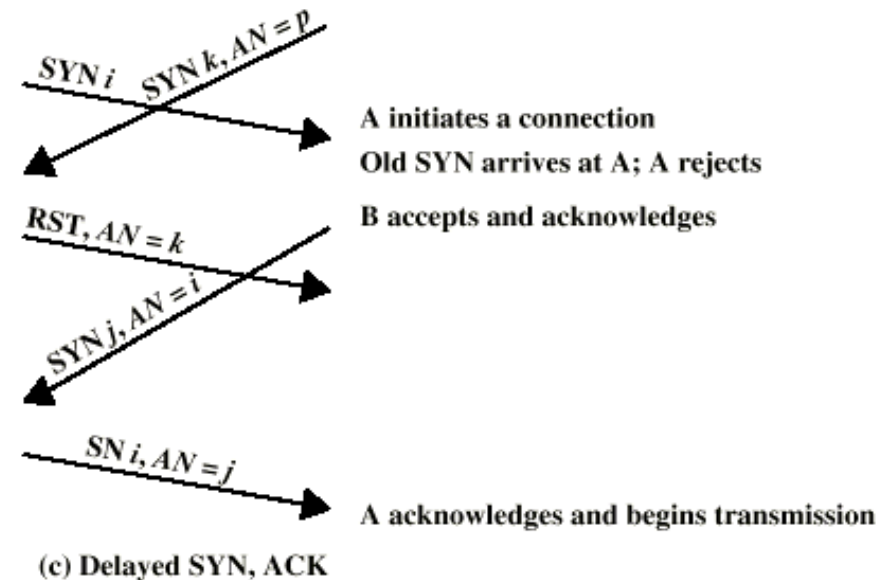 SYN i
SYN k, AN = p
A initiates a connection
Old SYN arrives at A; A rejects
RST, AN = k
B accepts and acknowledges
SYN j, AN = i
SN i, AN = j
A acknowledges and begins transmission
(c) Delayed SYN, ACK